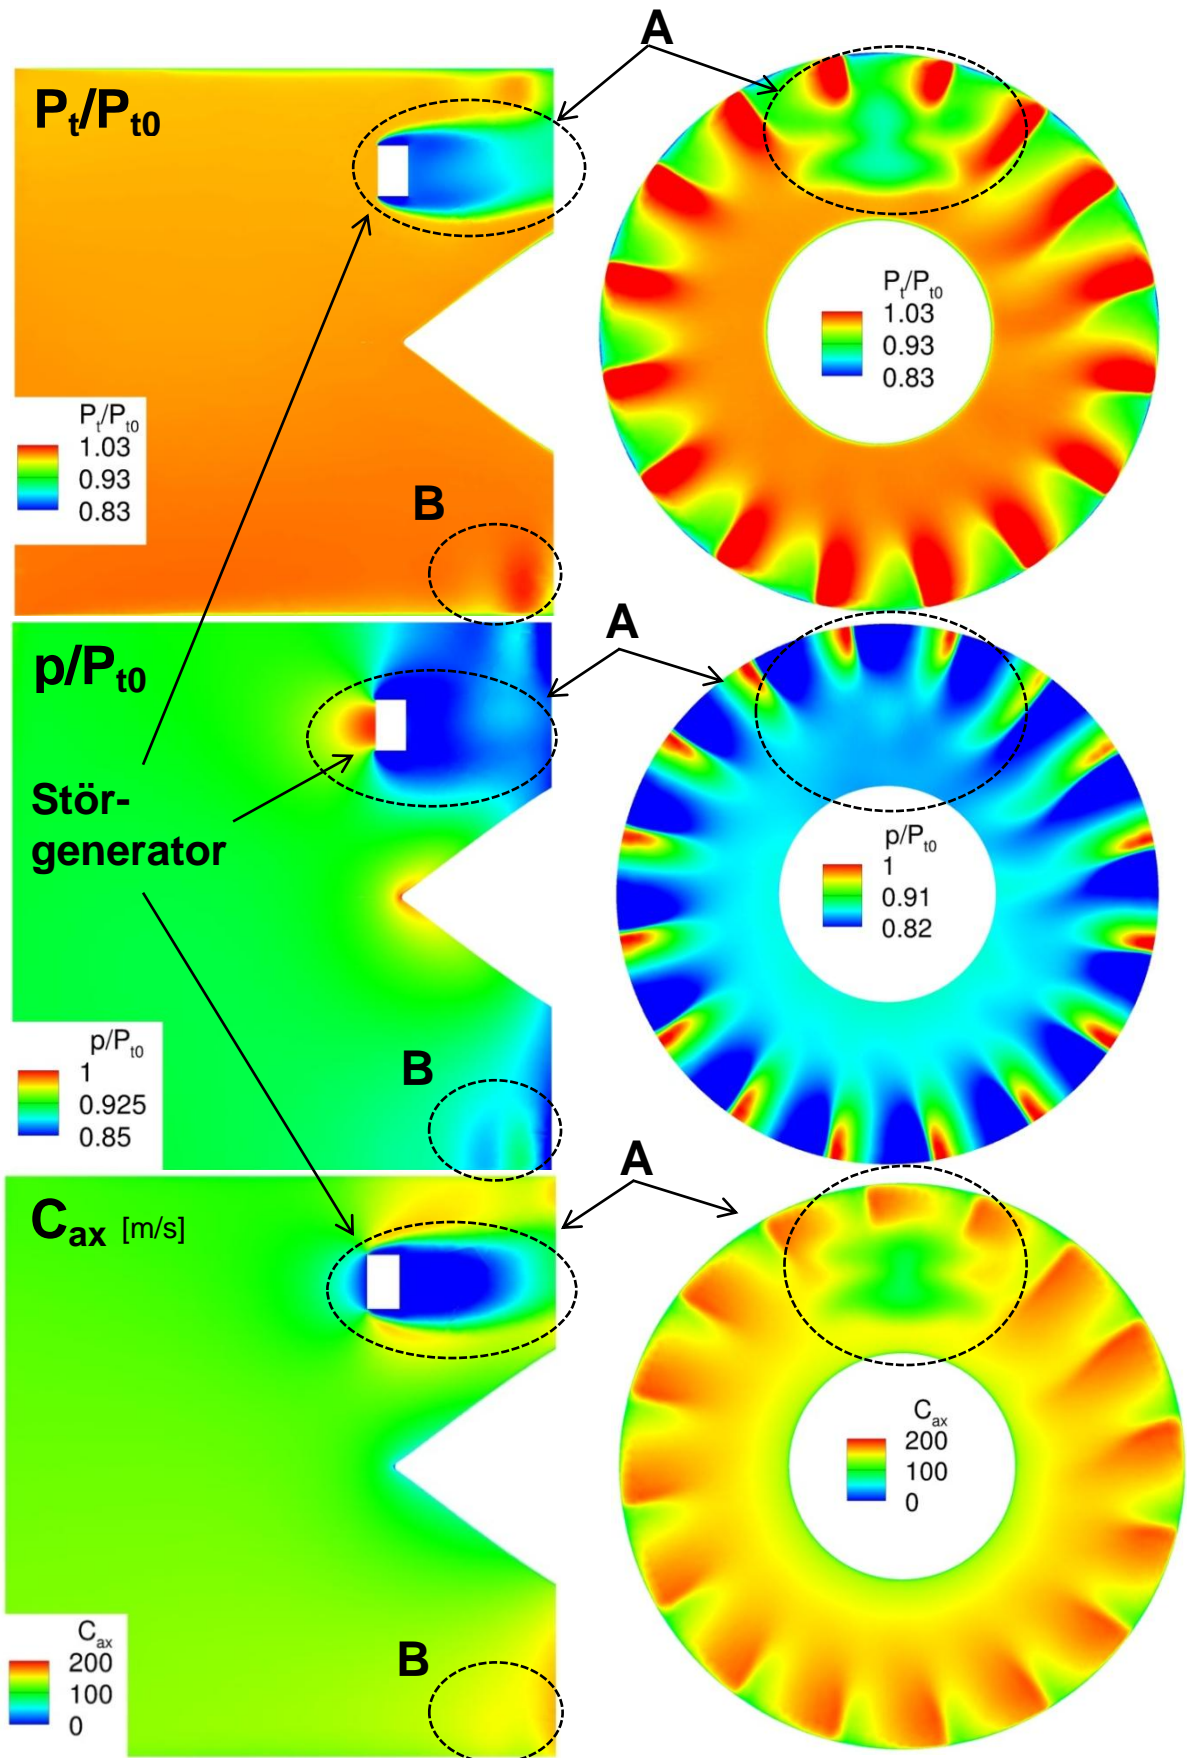 A
Pt/Pt0
Pt/Pt0
1.03
0.93
0.83
Pt/Pt0
1.03
0.93
0.83
B
A
p/Pt0
Stör-
generator
p/Pt0
1
0.91
0.82
p/Pt0
1
0.925
0.85
B
A
Cax [m/s]
Cax
200
100
0
Cax
200
100
0
B